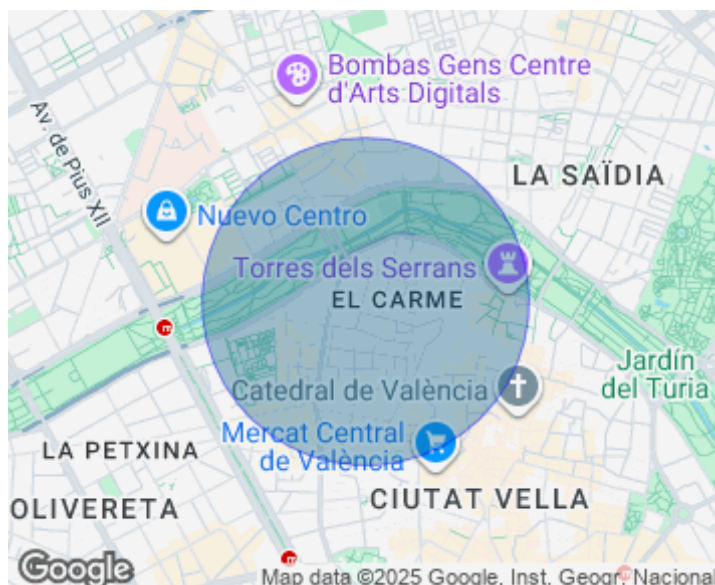 Bombas Gens Centre
d'Arts Digitals
Av. de Pius XII
LA SAÏDIA
Nuevo Centro
Torres dels Serrans
EL CARME
Jardín
del Turia
Catedral de València
Mercat Central
de València
LA PETXINA
OLIVERETA
CIUTAT VELLA
Google
Map data ©2025 Google, Inst. Geogr. Nacional